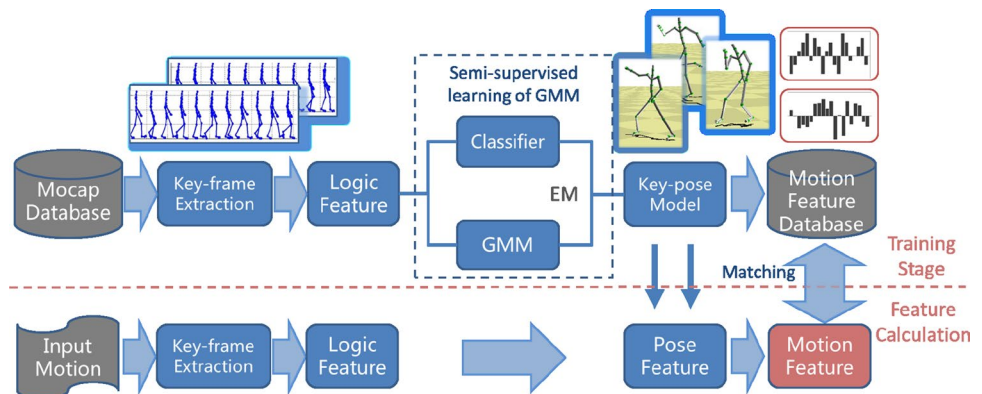 Semi-supervised
learning of GMM
Mocap
Database
Key-frame
Extraction
Logic
Feature
Classifier
EM
GMM
Key-pose
Model
Motion
Feature
Database
Matching
Training
Stage
Feature
Calculation
Input
Motion
Key-frame
Extraction
Logic
Feature
Pose
Feature
Motion
Feature